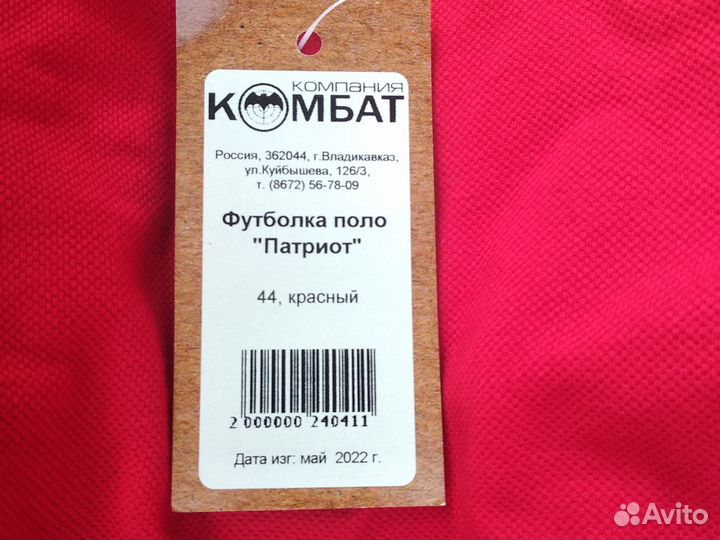 КОМПАНИЯ
КОМБАТ
Россия, 362044, г.Владикавказ,
ул.Куйбышева, 126/3,
т. (8672) 56-78-09
Футболка поло
"Патриот"
44, красный
2 000000 240411
Дата изг: май 2022 г.
Avito